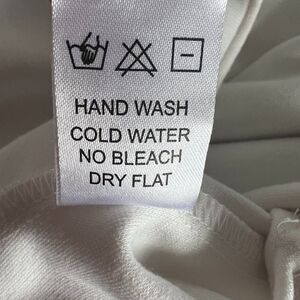 HAND WASH
COLD WATER
NO BLEACH
DRY FLAT